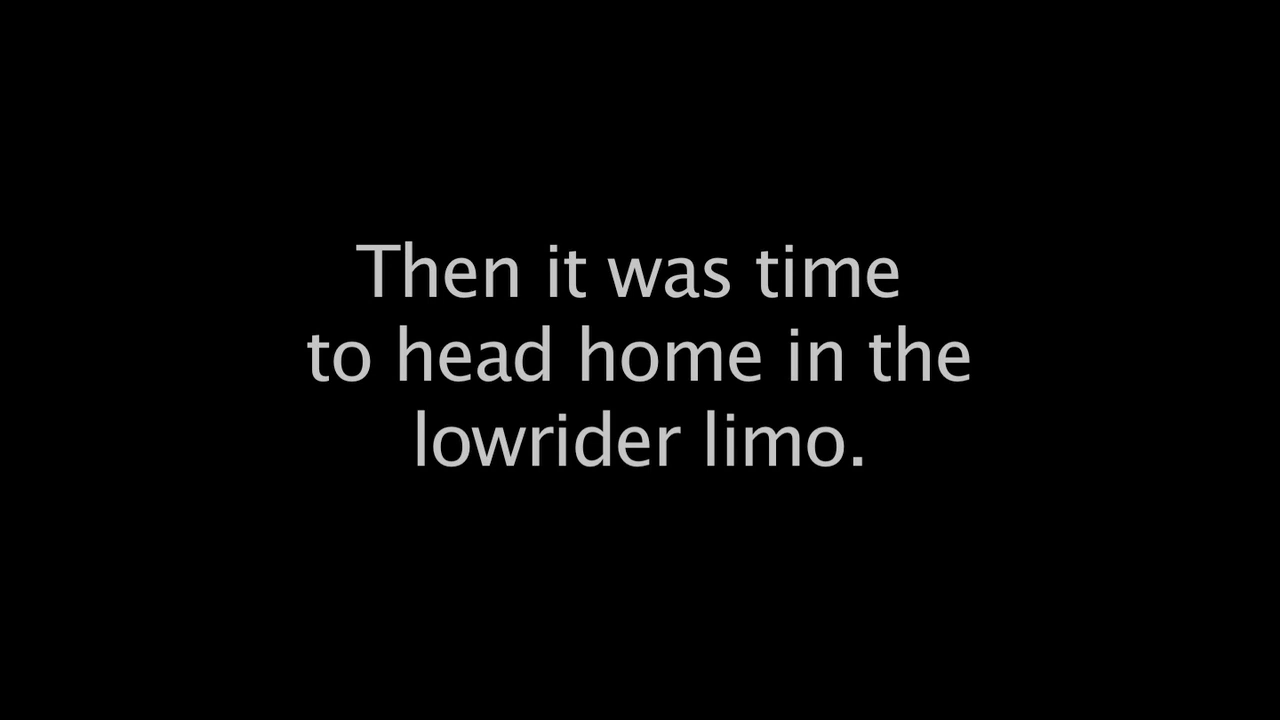 Then it was time
to head home in the
lowrider limo.